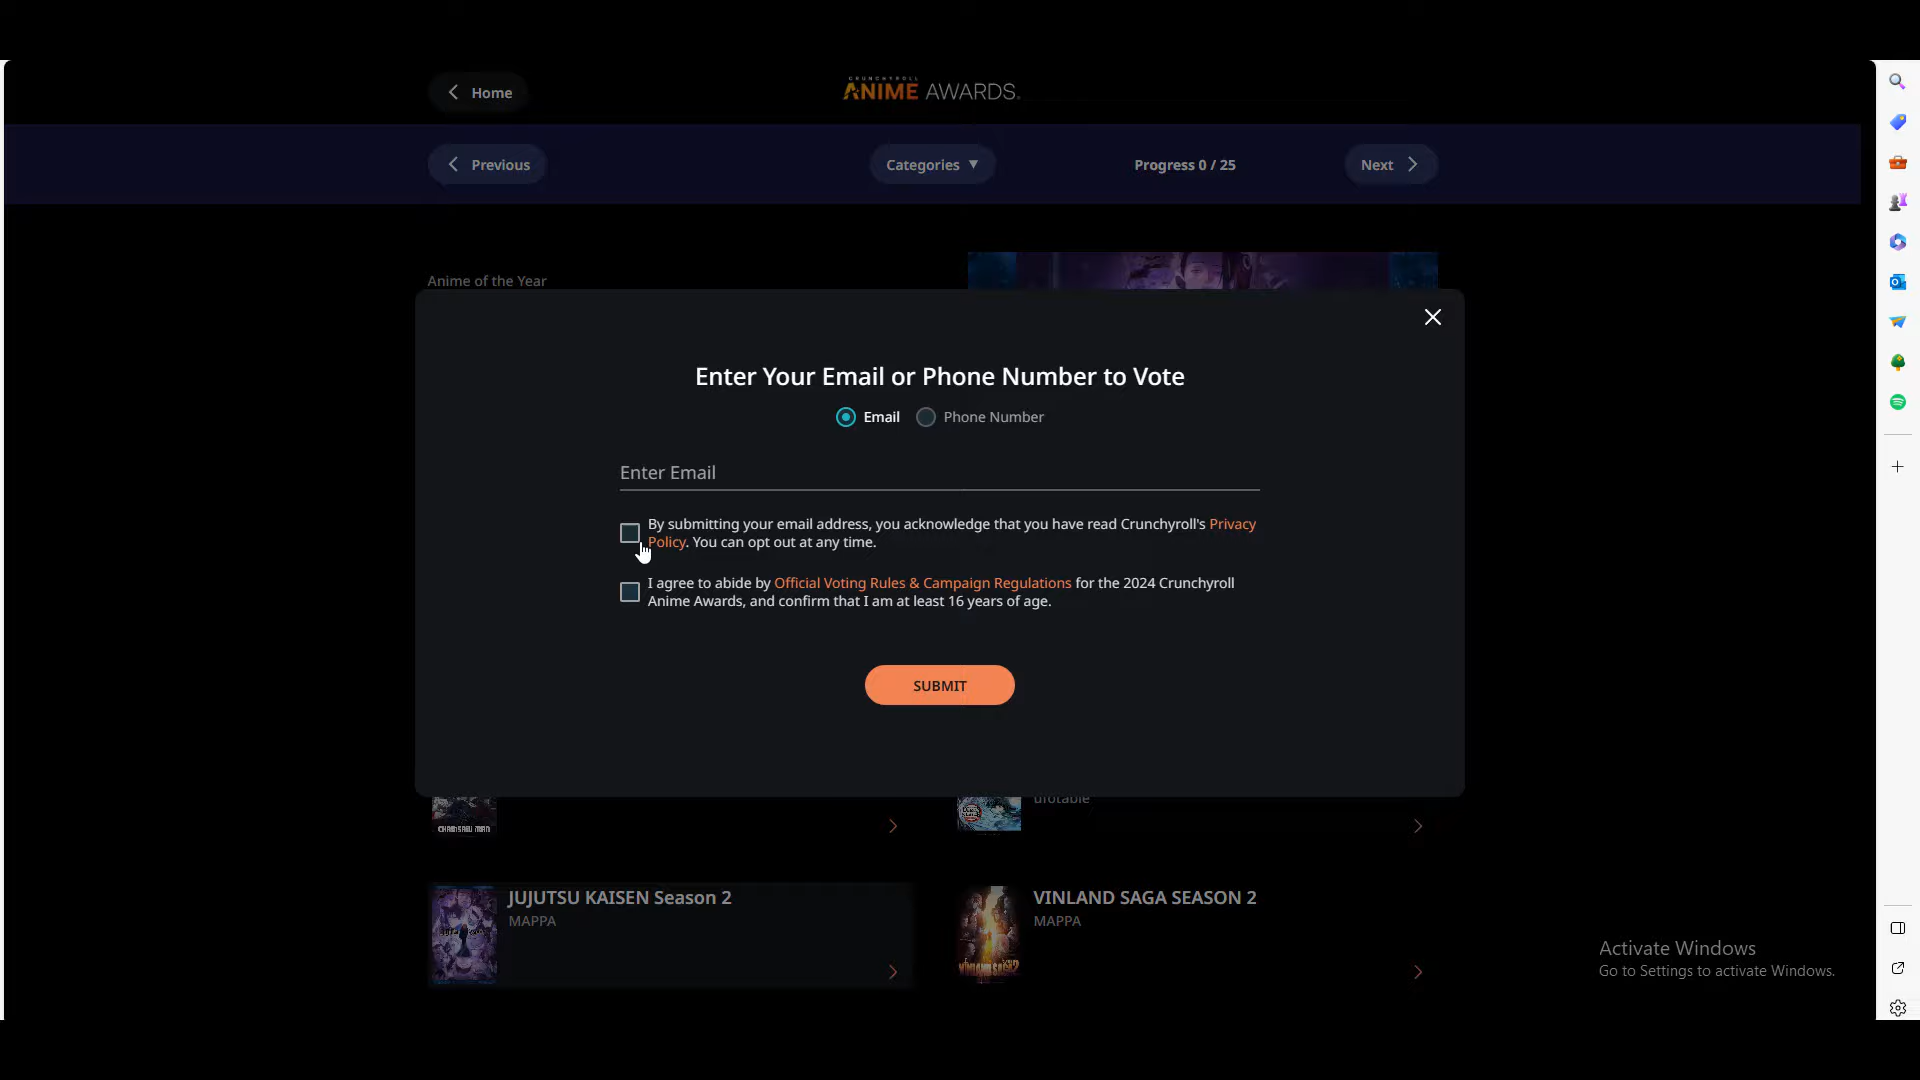 Home
CRUNCHYROLL
ANIME AWARDS.
Previous
Categories ▼
Progress 0 / 25
Next
Anime of the Year
Enter Your Email or Phone Number to Vote
Email
Phone Number
Enter Email
By submitting your email address, you acknowledge that you have read Crunchyroll's Privacy
Policy. You can opt out at any time.
I agree to abide by Official Voting Rules & Campaign Regulations for the 2024 Crunchyroll
Anime Awards, and confirm that I am at least 16 years of age.
SUBMIT
CHAINSAW MAN
ufotable
JUJUTSU KAISEN Season 2
MAPPA
VINLAND SAGA SEASON 2
MAPPA
VINLAND SAGA
Activate Windows
Go to Settings to activate Windows.